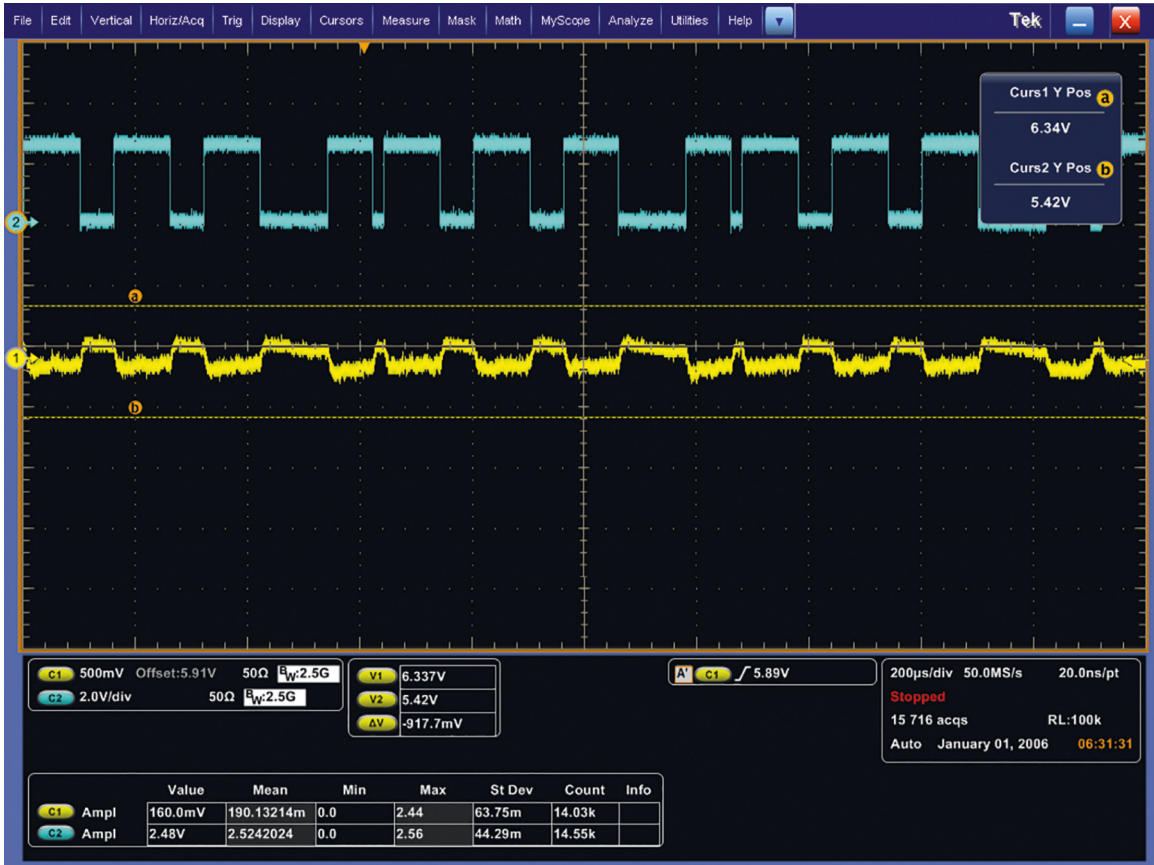 File Edit Vertical Horiz/Acq Trig Display Cursors Measure Mask Math MyScope Analyze Utilities Help Tek X
Curs1 Y Pos a
6.34V
Curs2 Y Pos b
5.42V
2
a
1
b
C1 500mV Offset:5.91V 50Ω BW:2.5G
C2 2.0V/div 50Ω BW:2.5G
V1 6.337V
V2 5.42V
ΔV -917.7mV
A' C1 5.89V
200µs/div 50.0MS/s 20.0ns/pt
Stopped
15 716 acqs RL:100k
Auto January 01, 2006 06:31:31
Value Mean Min Max St Dev Count Info
C1 Ampl 160.0mV 190.13214m 0.0 2.44 63.75m 14.03k
C2 Ampl 2.48V 2.5242024 0.0 2.56 44.29m 14.55k